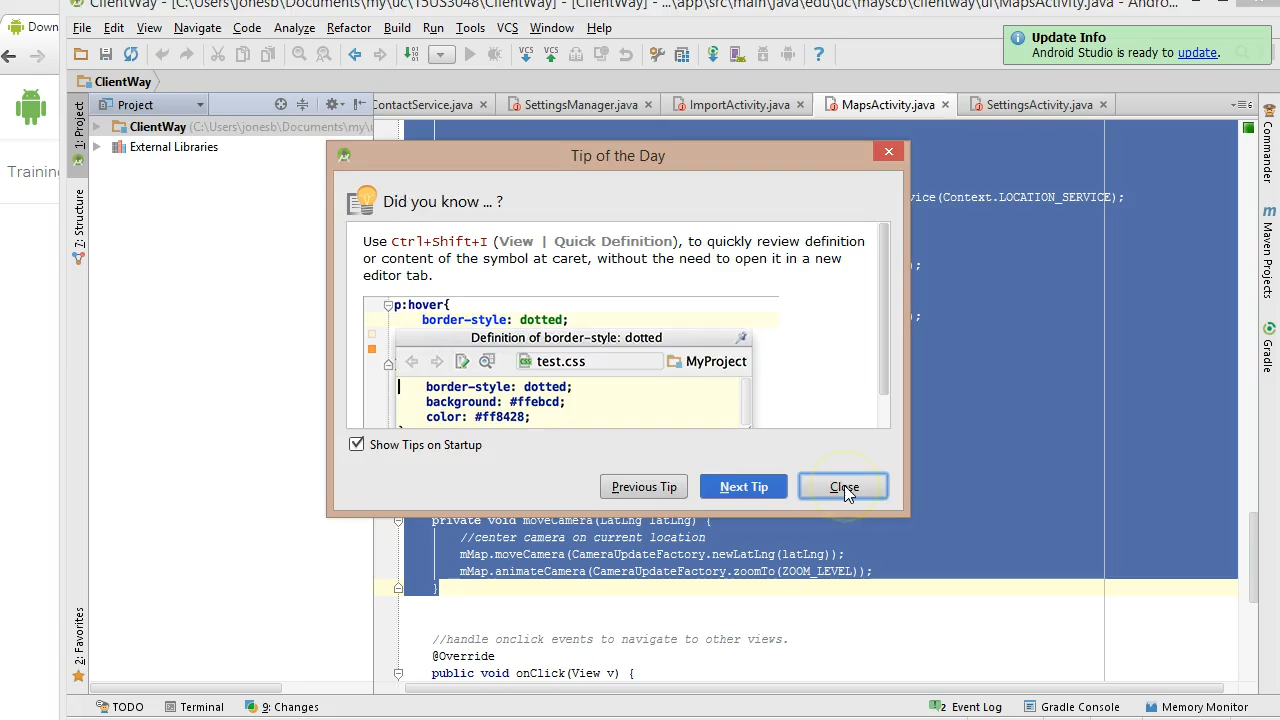 ClientWay - [C:\Users\jonesb\Documents\my\uc\15US3048\ClientWay] - [ClientWay] - ...\app\src\main\java\edu\uc\mayscb\clientway\ui\MapsActivity.java - Andro...
Down
File Edit View Navigate Code Analyze Refactor Build Run Tools VCS Window Help
Update Info
Android Studio is ready to update.
ClientWay
Project
ContactService.java
SettingsManager.java
ImportActivity.java
MapsActivity.java
SettingsActivity.java
ClientWay (C:\Users\jonesb\Documents\my\u
External Libraries
Training
1: Project
7: Structure
2: Favorites
Commander
Maven Projects
Gradle
vice(Context.LOCATION_SERVICE);
);
);
Tip of the Day
Did you know ... ?
Use Ctrl+Shift+I (View | Quick Definition), to quickly review definition
or content of the symbol at caret, without the need to open it in a new
editor tab.
p:hover{
border-style: dotted;
Definition of border-style: dotted
test.css
MyProject
border-style: dotted;
background: #ffebcd;
color: #ff8428;
Show Tips on Startup
Previous Tip
Next Tip
Close
private void moveCamera(LatLng latLng) {
//center camera on current location
mMap.moveCamera(CameraUpdateFactory.newLatLng(latLng));
mMap.animateCamera(CameraUpdateFactory.zoomTo(ZOOM_LEVEL));
}
//handle onclick events to navigate to other views.
@Override
public void onClick(View v) {
TODO
Terminal
9: Changes
2 Event Log
Gradle Console
Memory Monitor